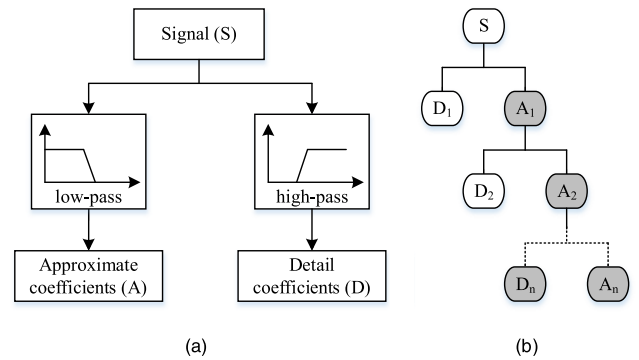 Signal (S)
low-pass
high-pass
Approximate
coefficients (A)
Detail
coefficients (D)
(a)
S
D₁
A₁
D₂
A₂
Dₙ
Aₙ
(b)